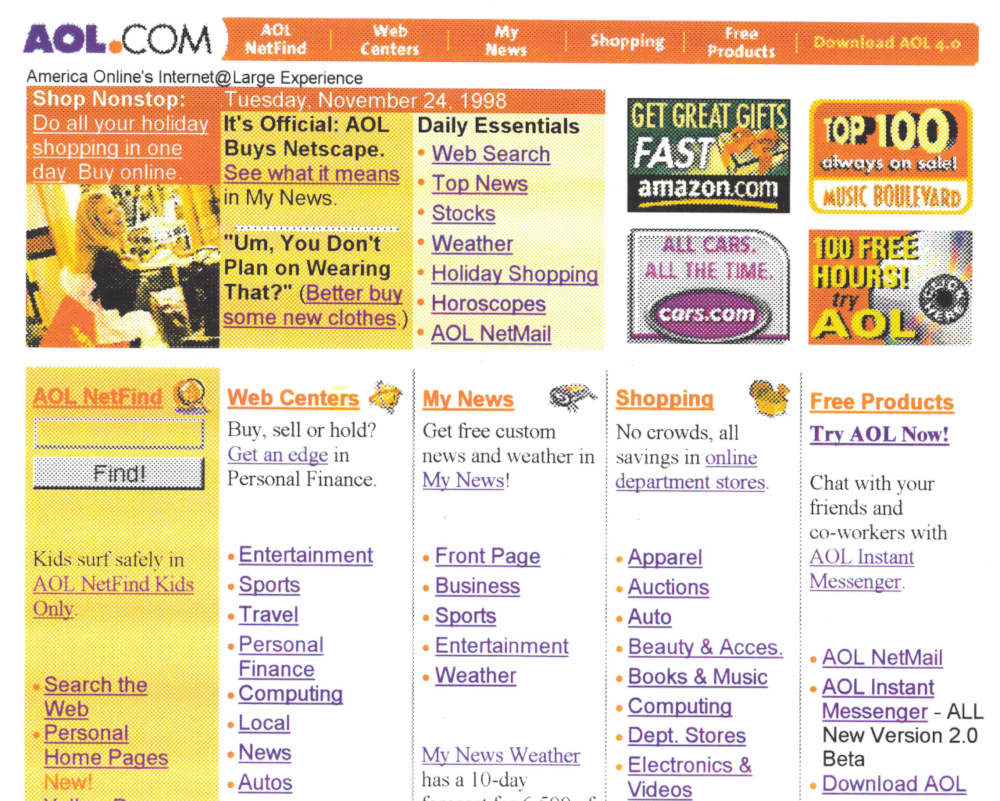 AOL.COM
AOL NetFind
Web Centers
My News
Shopping
Free Products
Download AOL 4.0
America Online's Internet@Large Experience
Shop Nonstop:
Do all your holiday
shopping in one
day. Buy online.
Tuesday, November 24, 1998
It's Official: AOL
Buys Netscape.
See what it means
in My News.
"Um, You Don't
Plan on Wearing
That?" (Better buy
some new clothes.)
Daily Essentials
• Web Search
• Top News
• Stocks
• Weather
• Holiday Shopping
• Horoscopes
• AOL NetMail
GET GREAT GIFTS
FAST
amazon.com
TOP 100
always on sale!
MUSIC BOULEVARD
ALL CARS.
ALL THE TIME.
cars.com
100 FREE
HOURS!
try
AOL
AOL NetFind
Find!
Kids surf safely in
AOL NetFind Kids
Only.
• Search the
Web
• Personal
Home Pages
New!
Web Centers
Buy, sell or hold?
Get an edge in
Personal Finance.
• Entertainment
• Sports
• Travel
• Personal
Finance
• Computing
• Local
• News
• Autos
My News
Get free custom
news and weather in
My News!
• Front Page
• Business
• Sports
• Entertainment
• Weather
My News Weather
has a 10-day
Shopping
No crowds, all
savings in online
department stores.
• Apparel
• Auctions
• Auto
• Beauty & Acces.
• Books & Music
• Computing
• Dept. Stores
• Electronics &
Videos
Free Products
Try AOL Now!
Chat with your
friends and
co-workers with
AOL Instant
Messenger.
• AOL NetMail
• AOL Instant
Messenger - ALL
New Version 2.0
Beta
• Download AOL